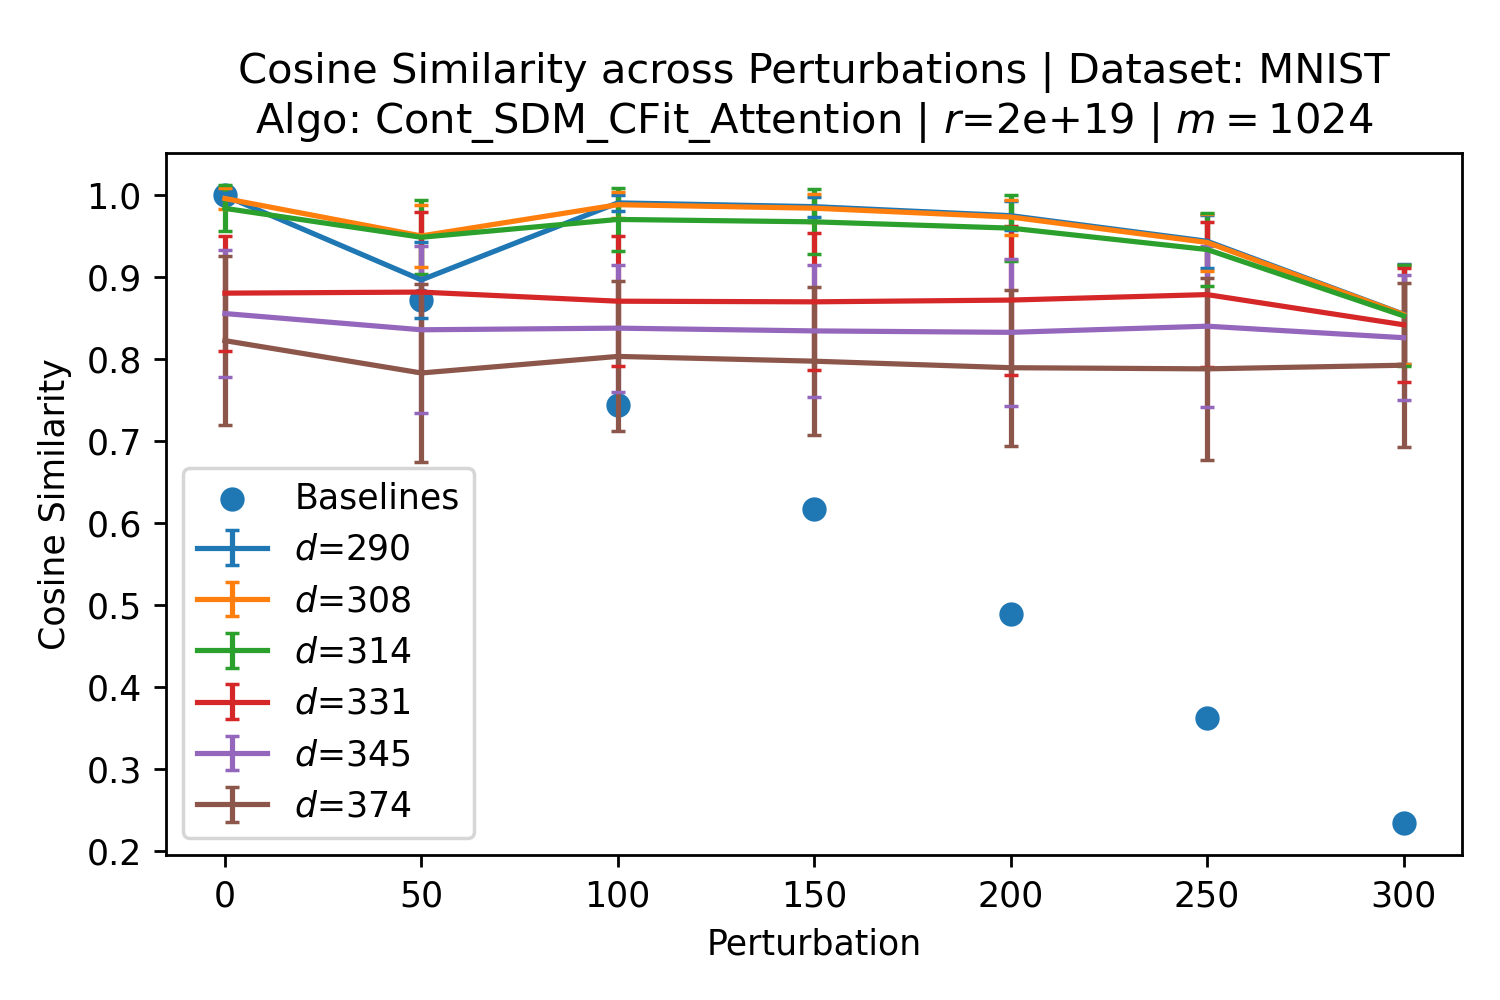 Cosine Similarity across Perturbations | Dataset: MNIST
Algo: Cont_SDM_CFit_Attention | r=2e+19 | m = 1024
Cosine Similarity
1.0
0.9
0.8
0.7
0.6
0.5
0.4
0.3
0.2
Baselines
d=290
d=308
d=314
d=331
d=345
d=374
0 50 100 150 200 250 300
Perturbation